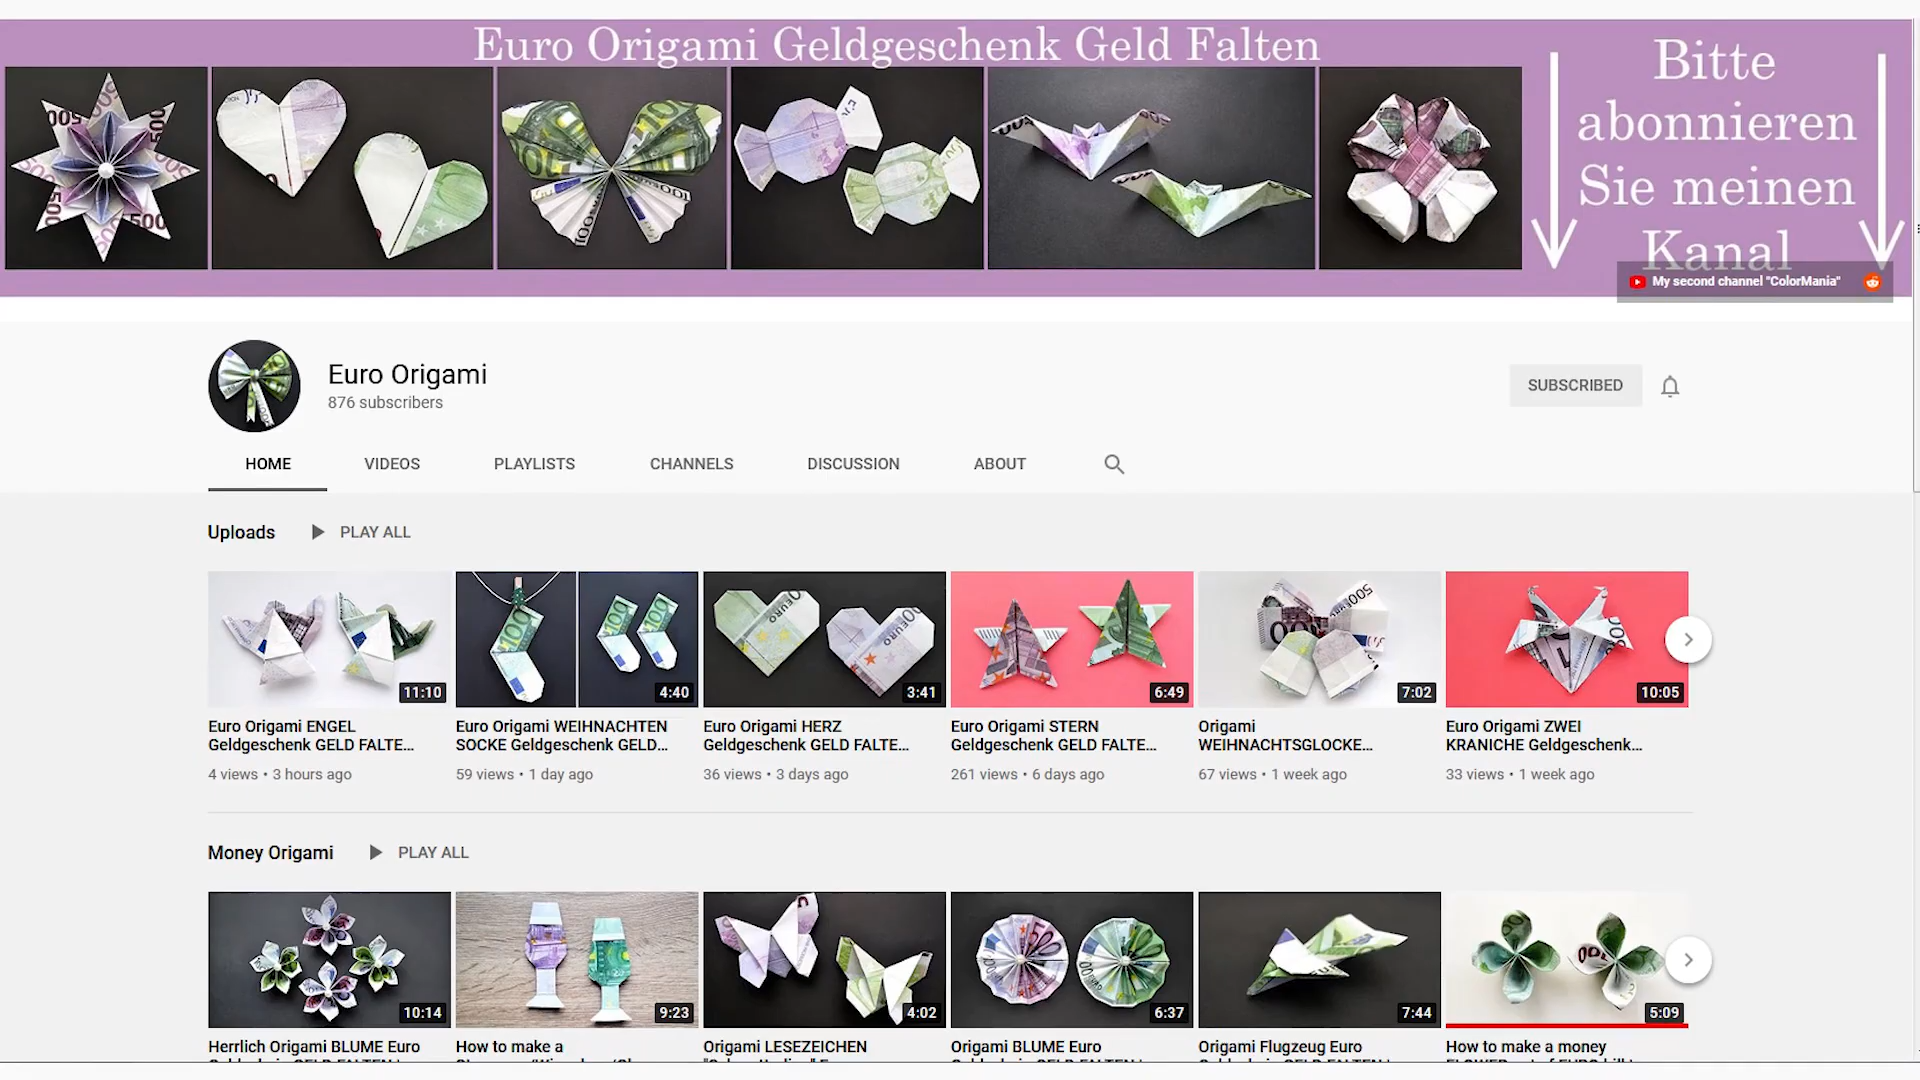 Euro Origami Geldgeschenk Geld Falten
Bitte
abonnieren
Sie meinen
Kanal
My second channel "ColorMania"
Euro Origami
876 subscribers
SUBSCRIBED
HOME
VIDEOS
PLAYLISTS
CHANNELS
DISCUSSION
ABOUT
Uploads
PLAY ALL
11:10
4:40
3:41
6:49
7:02
10:05
Euro Origami ENGEL
Geldgeschenk GELD FALTE...
4 views • 3 hours ago
Euro Origami WEIHNACHTEN
SOCKE Geldgeschenk GELD...
59 views • 1 day ago
Euro Origami HERZ
Geldgeschenk GELD FALTE...
36 views • 3 days ago
Euro Origami STERN
Geldgeschenk GELD FALTE...
261 views • 6 days ago
Origami
WEIHNACHTSGLOCKE...
67 views • 1 week ago
Euro Origami ZWEI
KRANICHE Geldgeschenk...
33 views • 1 week ago
Money Origami
PLAY ALL
10:14
9:23
4:02
6:37
7:44
5:09
Herrlich Origami BLUME Euro
How to make a
Origami LESEZEICHEN
Origami BLUME Euro
Origami Flugzeug Euro
How to make a money